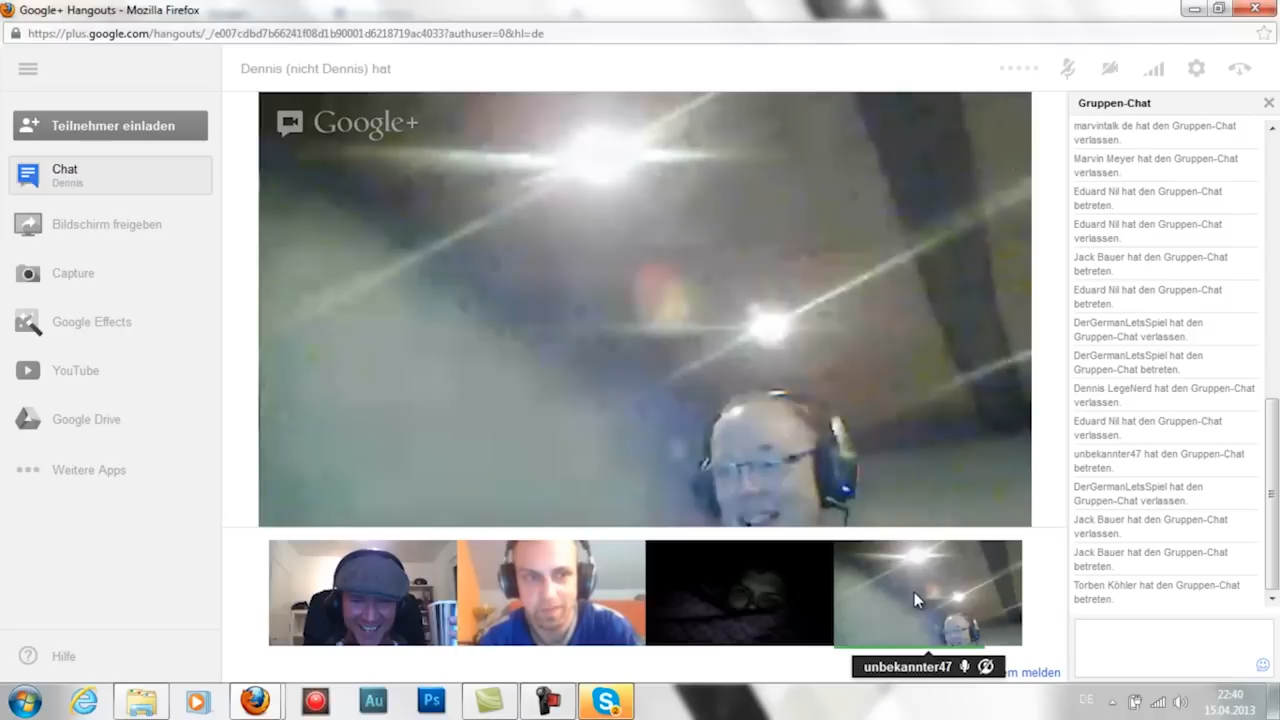 Google+ Hangouts - Mozilla Firefox
https://plus.google.com/hangouts/_/e007cdbd7b66241f08d1b90001d6218719ac4033?authuser=0&hl=de
Dennis (nicht Dennis) hat
Teilnehmer einladen
Chat
Dennis
Bildschirm freigeben
Capture
Google Effects
YouTube
Google Drive
Weitere Apps
Hilfe
Google+
unbekannter47
em melden
Gruppen-Chat
marvintalk de hat den Gruppen-Chat
verlassen.
Marvin Meyer hat den Gruppen-Chat
verlassen.
Eduard Nil hat den Gruppen-Chat
betreten.
Eduard Nil hat den Gruppen-Chat
verlassen.
Jack Bauer hat den Gruppen-Chat
betreten.
Eduard Nil hat den Gruppen-Chat
betreten.
DerGermanLetsSpiel hat den
Gruppen-Chat verlassen.
DerGermanLetsSpiel hat den
Gruppen-Chat betreten.
Dennis LegeNerd hat den Gruppen-Chat
verlassen.
Eduard Nil hat den Gruppen-Chat
verlassen.
unbekannter47 hat den Gruppen-Chat
betreten.
DerGermanLetsSpiel hat den
Gruppen-Chat verlassen.
Jack Bauer hat den Gruppen-Chat
verlassen.
Jack Bauer hat den Gruppen-Chat
betreten.
Torben Köhler hat den Gruppen-Chat
betreten.
Au
Ps
S
DE
22:40
15.04.2013